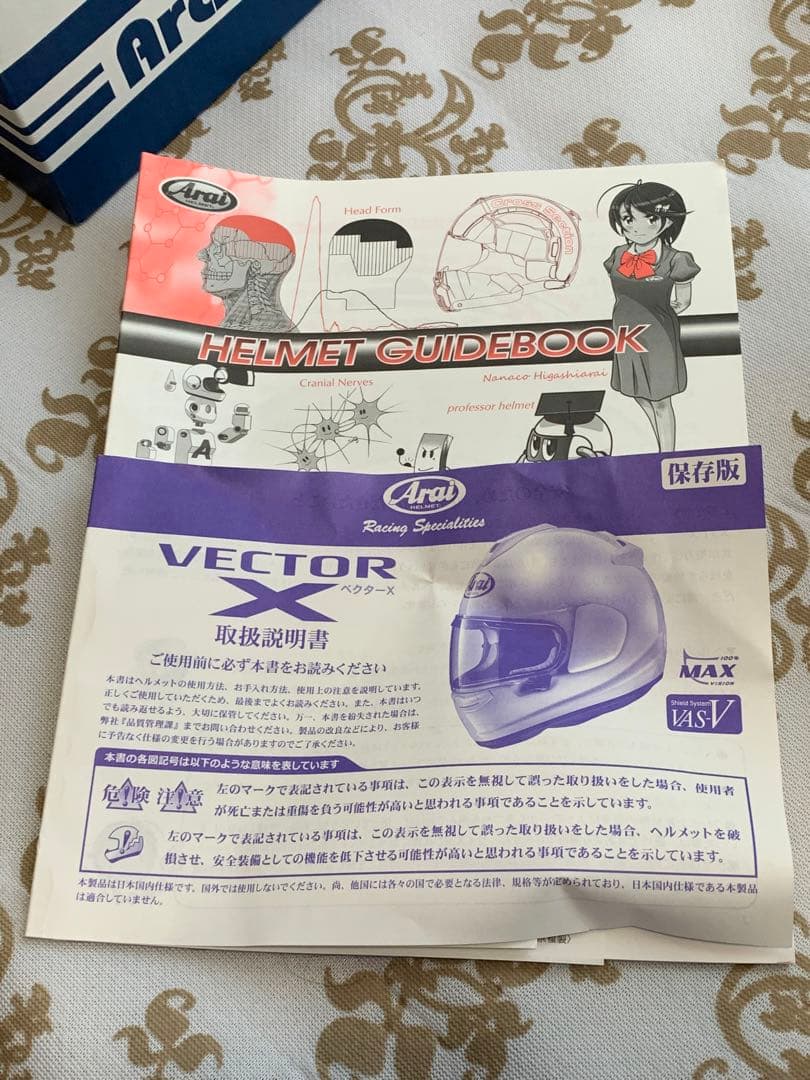 Arai
HELMET
Head Form
Cross Section
HELMET GUIDEBOOK
Cranial Nerves
Nanaco Higashiarai
professor helmet
A
保存版
Arai
HELMET
Racing Specialities
VECTOR
X
ベクターX
取扱説明書
ご使用前に必ず本書をお読みください
Arai
本書はヘルメットの使用方法、お手入れ方法、使用上の注意を説明しています。
正しくご使用していただくため、最後までよくお読みください。また、本書はいつ
でも読み返せるよう、大切に保管してください。万一、本書を紛失された場合は、
弊社『品質管理課』までお問い合わせください。製品の改良などにより、お客様
に予告なく仕様の変更を行う場合がありますのでご了承ください。
100%
MAX
VISION
Shield System
VAS-V
本書の各図記号は以下のような意味を表しています
危険 注意
左のマークで表記されている事項は、この表示を無視して誤った取り扱いをした場合、使用者
が死亡または重傷を負う可能性が高いと思われる事項であることを示しています。
左のマークで表記されている事項は、この表示を無視して誤った取り扱いをした場合、ヘルメットを破
損させ、安全装備としての機能を低下させる可能性が高いと思われる事項であることを示しています。
本製品は日本国内仕様です。国外では使用しないでください。尚、他国には各々の国で必要となる法律、規格等が定められており、日本国内仕様である本製品
は適合していません。